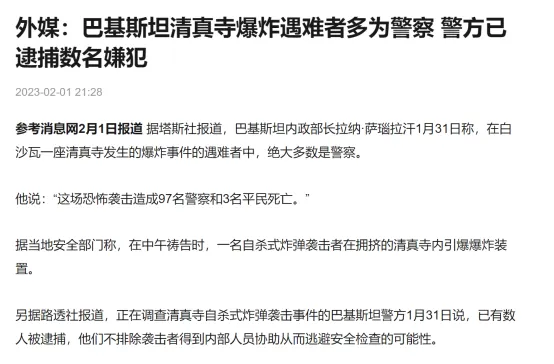 外媒：巴基斯坦清真寺爆炸遇难者多为警察 警方已
逮捕数名嫌犯
2023-02-01 21:28
参考消息网2月1日报道 据塔斯社报道，巴基斯坦内政部长拉纳·萨瑙拉汗1月31日称，在白
沙瓦一座清真寺发生的爆炸事件的遇难者中，绝大多数是警察。
他说：“这场恐怖袭击造成97名警察和3名平民死亡。”
据当地安全部门称，在中午祷告时，一名自杀式炸弹袭击者在拥挤的清真寺内引爆爆炸装
置。
另据路透社报道，正在调查清真寺自杀式炸弹袭击事件的巴基斯坦警方1月31日说，已有数
人被逮捕，他们不排除袭击者得到内部人员协助从而逃避安全检查的可能性。